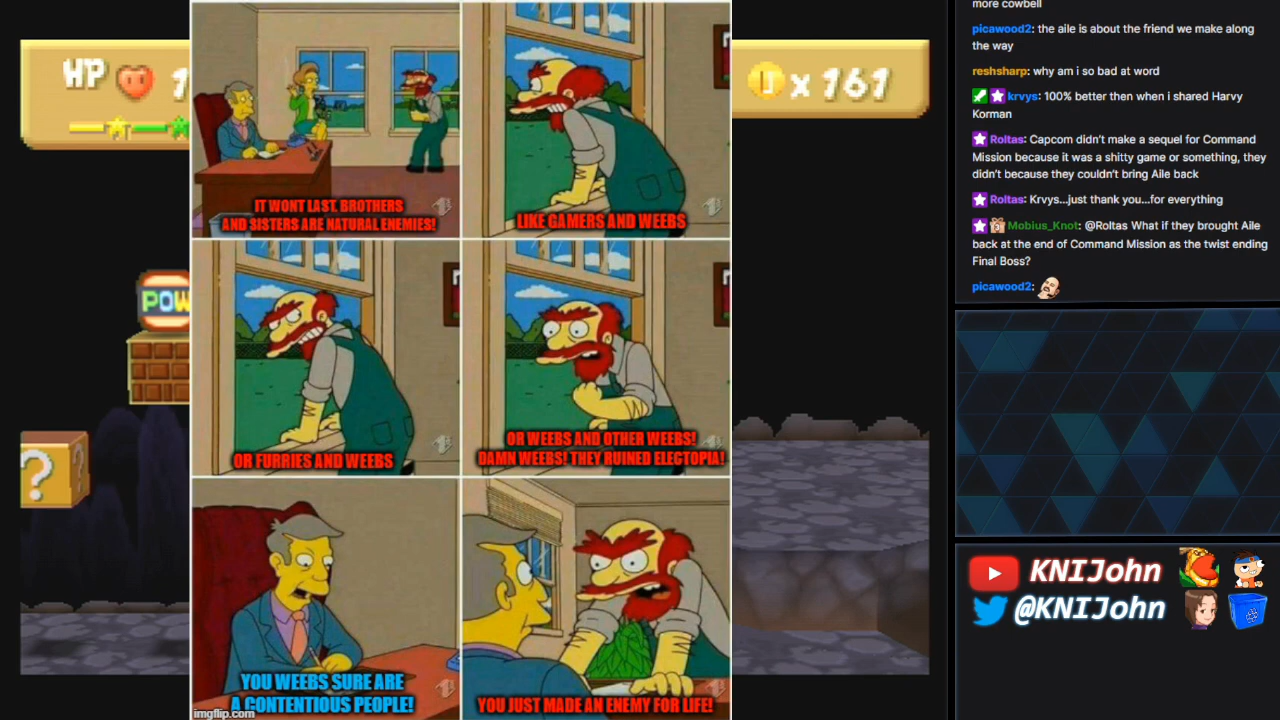 HP
x 161
POW
?
IT WONT LAST. BROTHERS
AND SISTERS ARE NATURAL ENEMIES!
LIKE GAMERS AND WEEBS
OR FURRIES AND WEEBS
OR WEEBS AND OTHER WEEBS!
DAMN WEEBS! THEY RUINED ELECTOPIA!
YOU WEEBS SURE ARE
A CONTENTIOUS PEOPLE!
YOU JUST MADE AN ENEMY FOR LIFE!
imgflip.com
more cowbell
picawood2: the aile is about the friend we make along
the way
reshsharp: why am i so bad at word
krvys: 100% better then when i shared Harvy
Korman
Roltas: Capcom didn't make a sequel for Command
Mission because it was a shitty game or something, they
didn't because they couldn't bring Aile back
Roltas: Krvys...just thank you...for everything
Mobius_Knot: @Roltas What if they brought Aile
back at the end of Command Mission as the twist ending
Final Boss?
picawood2:
KNIJohn
@KNIJohn